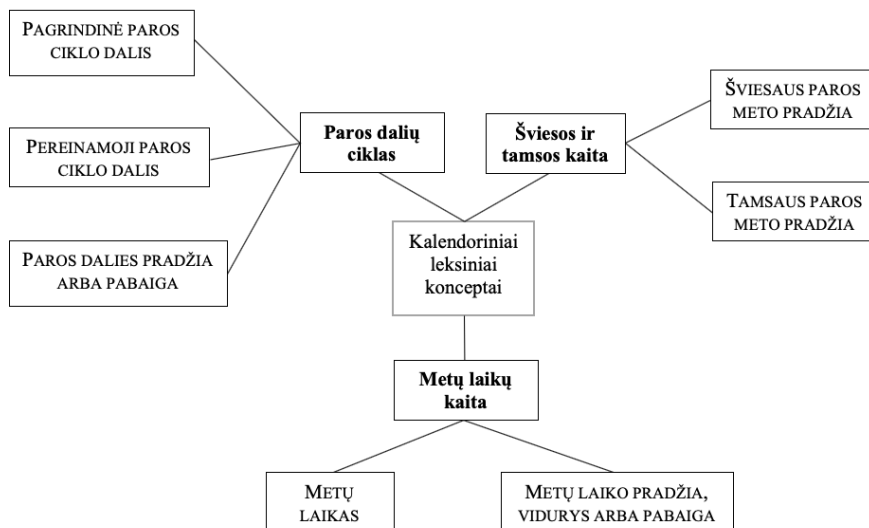 PAGRINDINĖ PAROS
CIKLO DALIS
PEREINAMOJI PAROS
CIKLO DALIS
PAROS DALIES PRADŽIA
ARBA PABAIGA
Paros dalių
ciklas
Šviesos ir
tamsos kaita
ŠVIESAUS PAROS
METO PRADŽIA
TAMSAUS PAROS
METO PRADŽIA
Kalendoriniai
leksiniai
konceptai
Metų laikų
kaita
METŲ
LAIKAS
METŲ LAIKO PRADŽIA,
VIDURYS ARBA PABAIGA